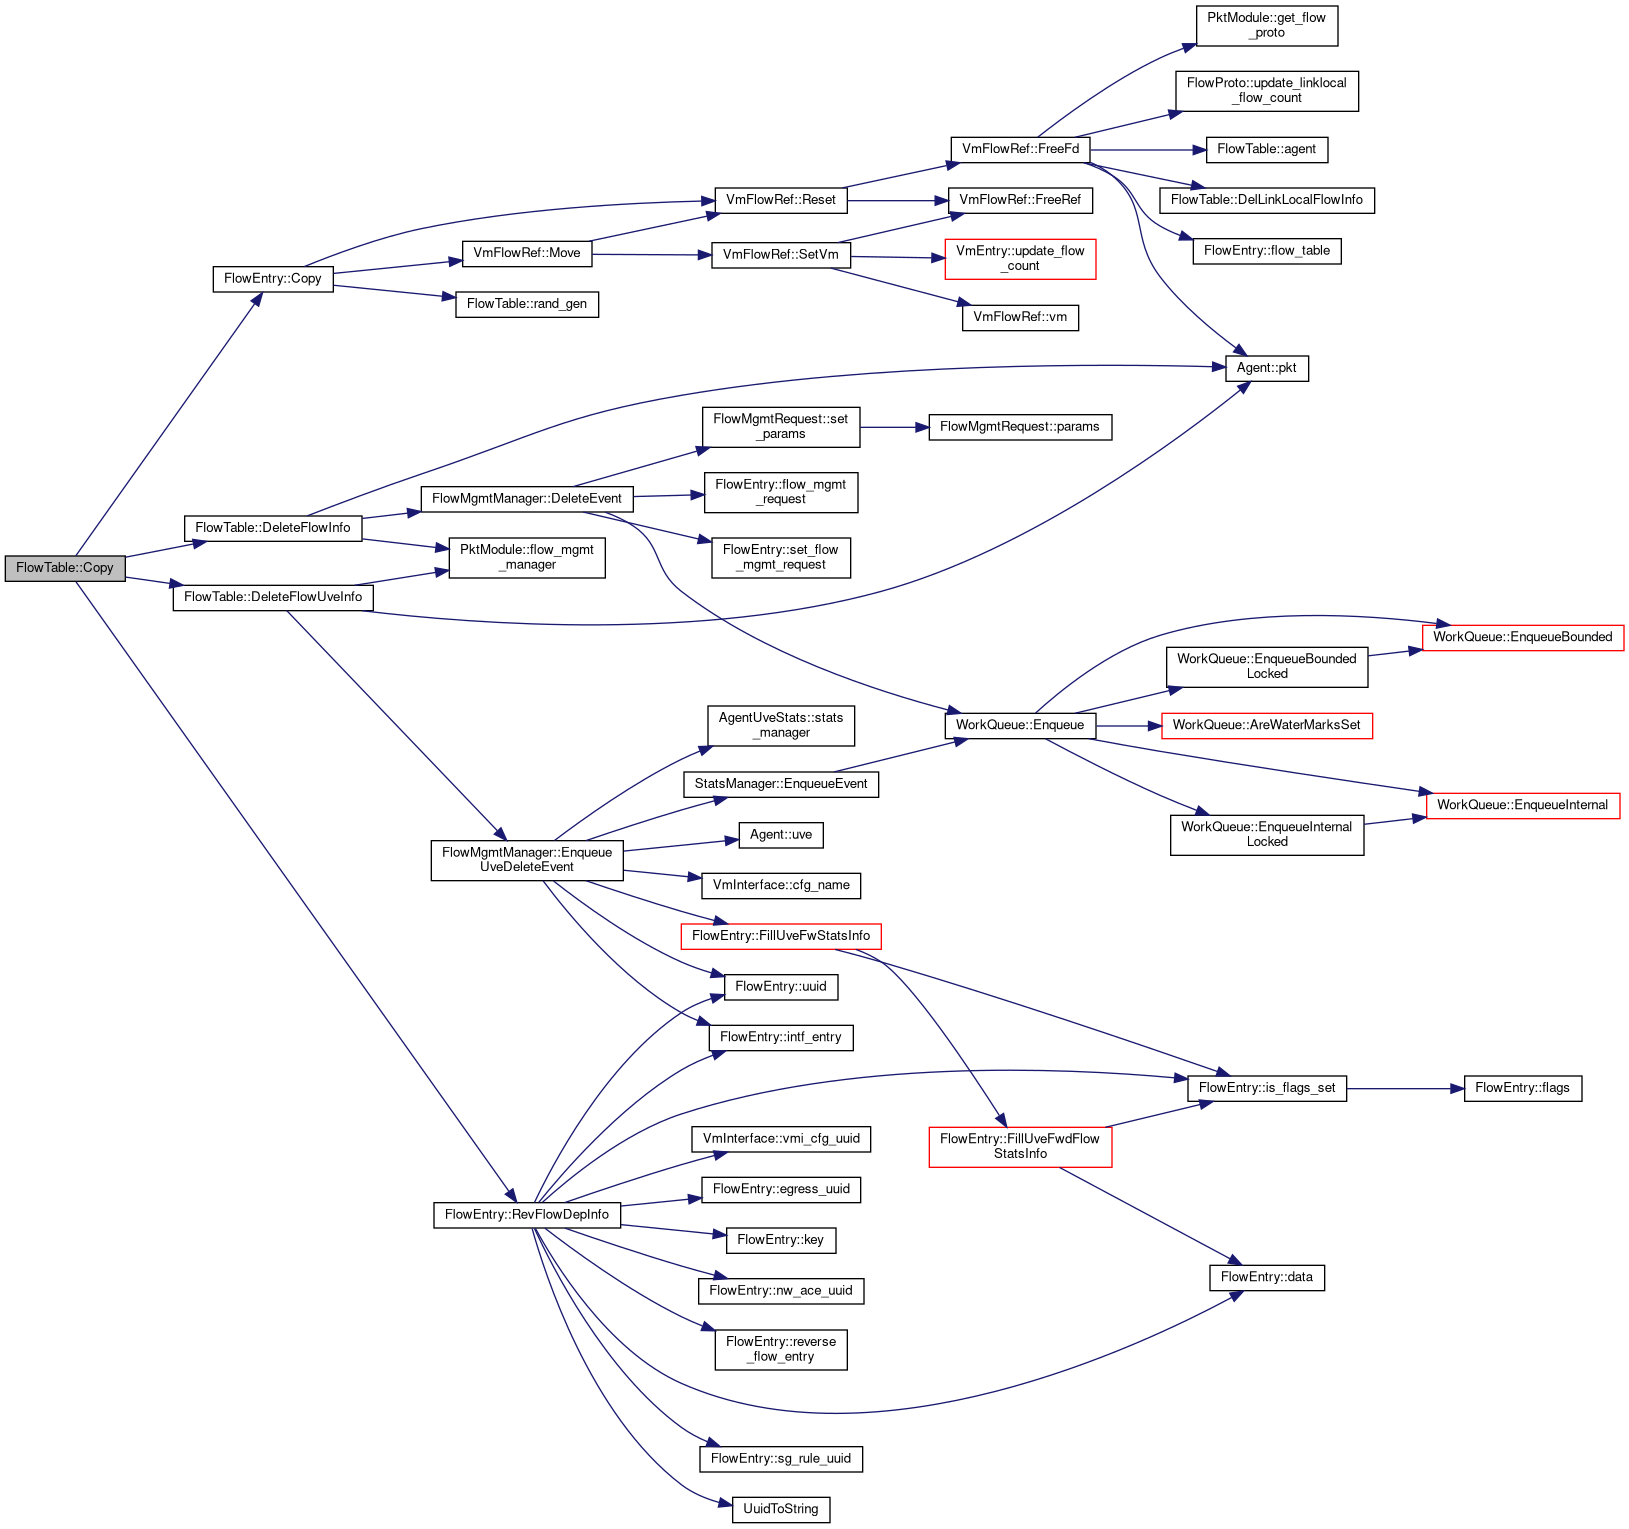 PktModule::get_flow
_proto
FlowProto::update_linklocal
_flow_count
VmFlowRef::FreeFd
FlowTable::agent
VmFlowRef::Reset
VmFlowRef::FreeRef
FlowTable::DelLinkLocalFlowInfo
VmFlowRef::Move
VmFlowRef::SetVm
VmEntry::update_flow
_count
FlowEntry::flow_table
FlowEntry::Copy
FlowTable::rand_gen
VmFlowRef::vm
Agent::pkt
FlowMgmtRequest::set
_params
FlowMgmtRequest::params
FlowMgmtManager::DeleteEvent
FlowEntry::flow_mgmt
_request
FlowTable::DeleteFlowInfo
PktModule::flow_mgmt
_manager
FlowEntry::set_flow
_mgmt_request
FlowTable::Copy
FlowTable::DeleteFlowUveInfo
WorkQueue::EnqueueBounded
WorkQueue::EnqueueBounded
Locked
AgentUveStats::stats
_manager
WorkQueue::Enqueue
WorkQueue::AreWaterMarksSet
StatsManager::EnqueueEvent
WorkQueue::EnqueueInternal
Agent::uve
WorkQueue::EnqueueInternal
Locked
FlowMgmtManager::Enqueue
UveDeleteEvent
VmInterface::cfg_name
FlowEntry::FillUveFwStatsInfo
FlowEntry::uuid
FlowEntry::intf_entry
FlowEntry::is_flags_set
FlowEntry::flags
VmInterface::vmi_cfg_uuid
FlowEntry::FillUveFwdFlow
StatsInfo
FlowEntry::egress_uuid
FlowEntry::RevFlowDepInfo
FlowEntry::key
FlowEntry::data
FlowEntry::nw_ace_uuid
FlowEntry::reverse
_flow_entry
FlowEntry::sg_rule_uuid
UuidToString